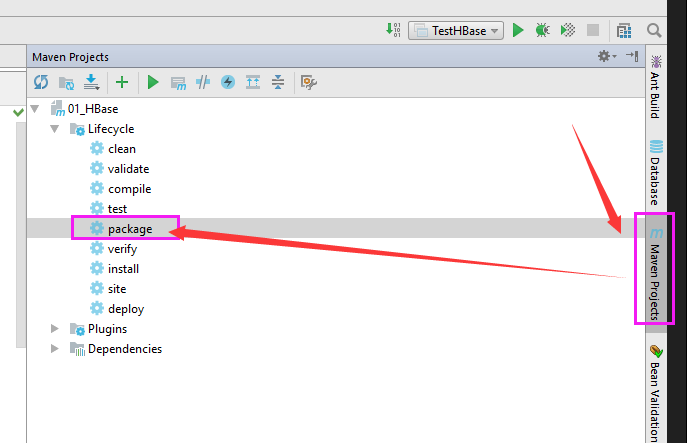 TestHBase
Maven Projects
01_HBase
Lifecycle
clean
validate
compile
test
package
verify
install
site
deploy
Plugins
Dependencies
Ant Build
Database
m Maven Projects
Bean Validation